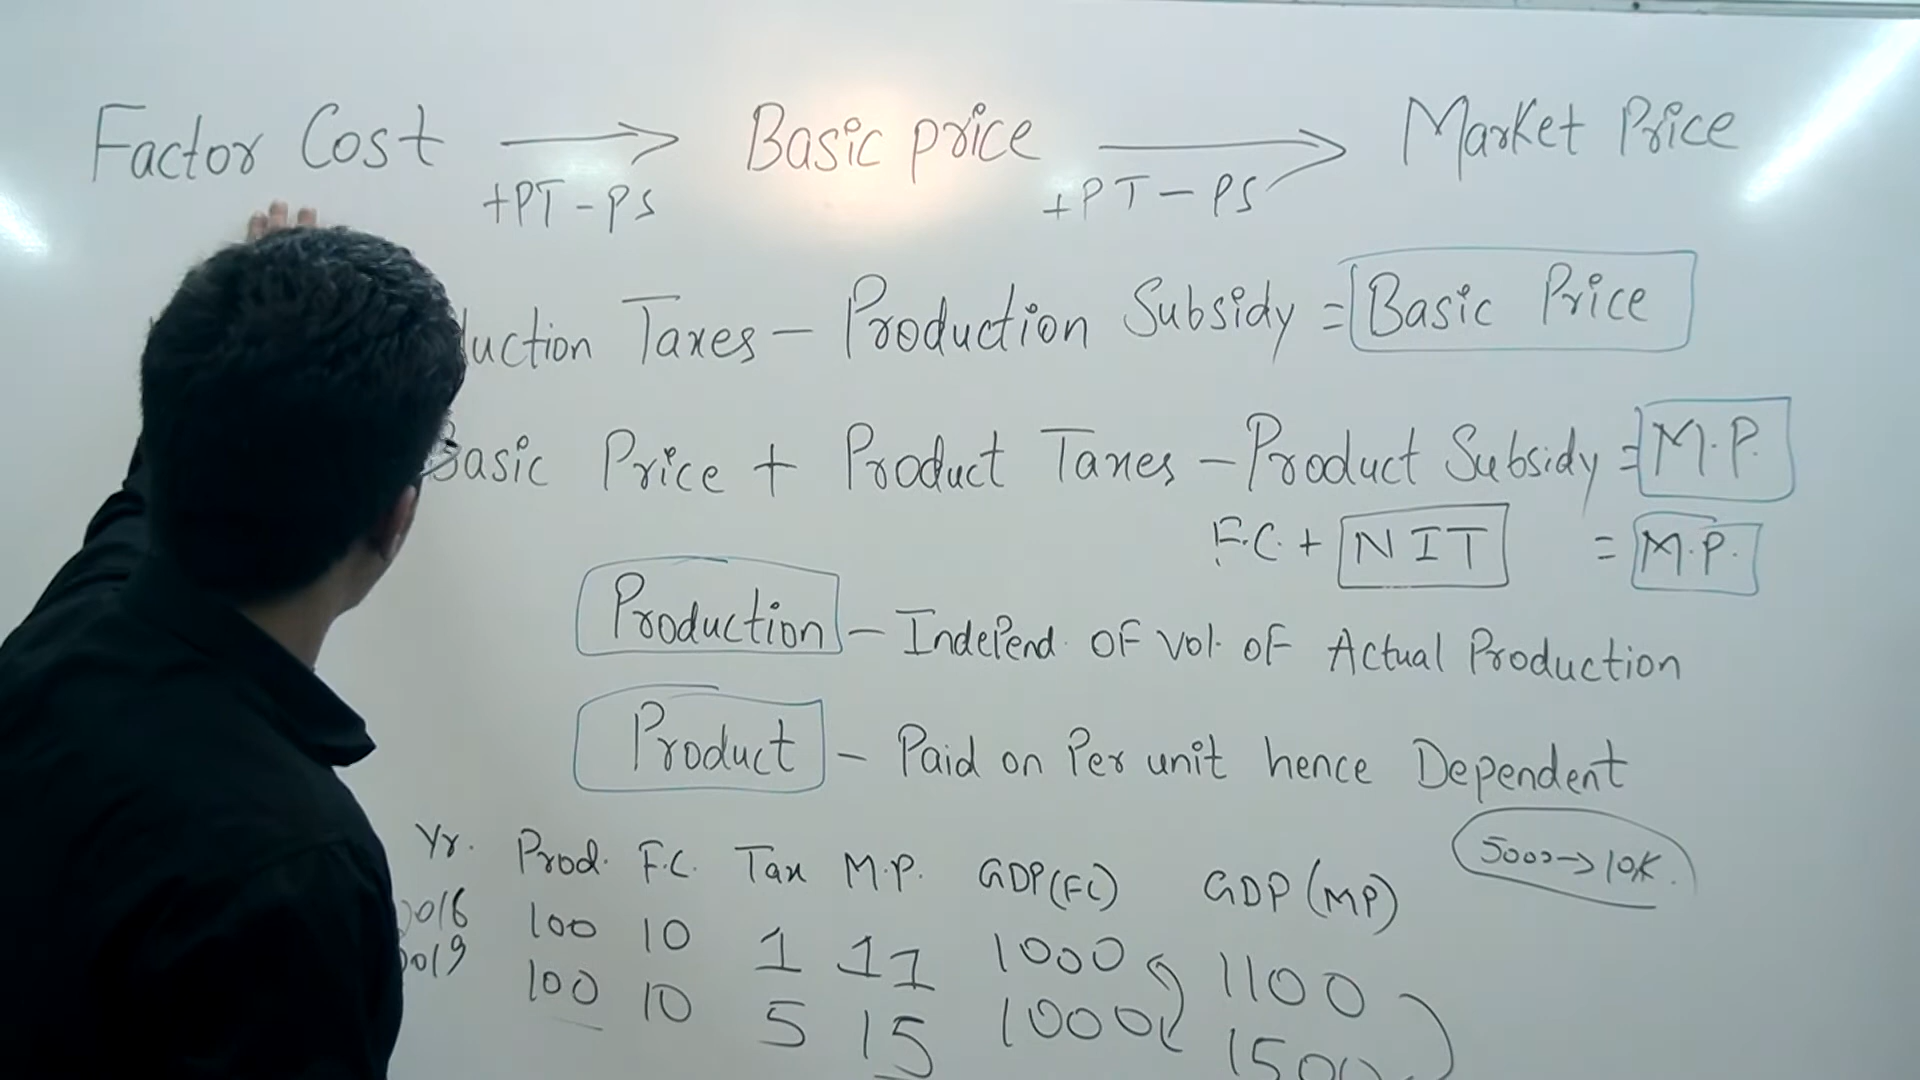 Factor Cost → Basic price → Market Price
+PT - PS +PT - PS
uction Taxes - Production Subsidy = Basic Price
Basic Price + Product Taxes - Product Subsidy = M.P.
F.C. + NIT = M.P.
Production - Independ. OF Vol. OF Actual Production
Product - Paid on Per unit hence Dependent
5000 → 10K.
Yr. Prod. F.C. Tax M.P. GDP(FC) GDP (MP)
2016 100 10 1 11 1000 1100
2019 100 10 5 15 1000 1500